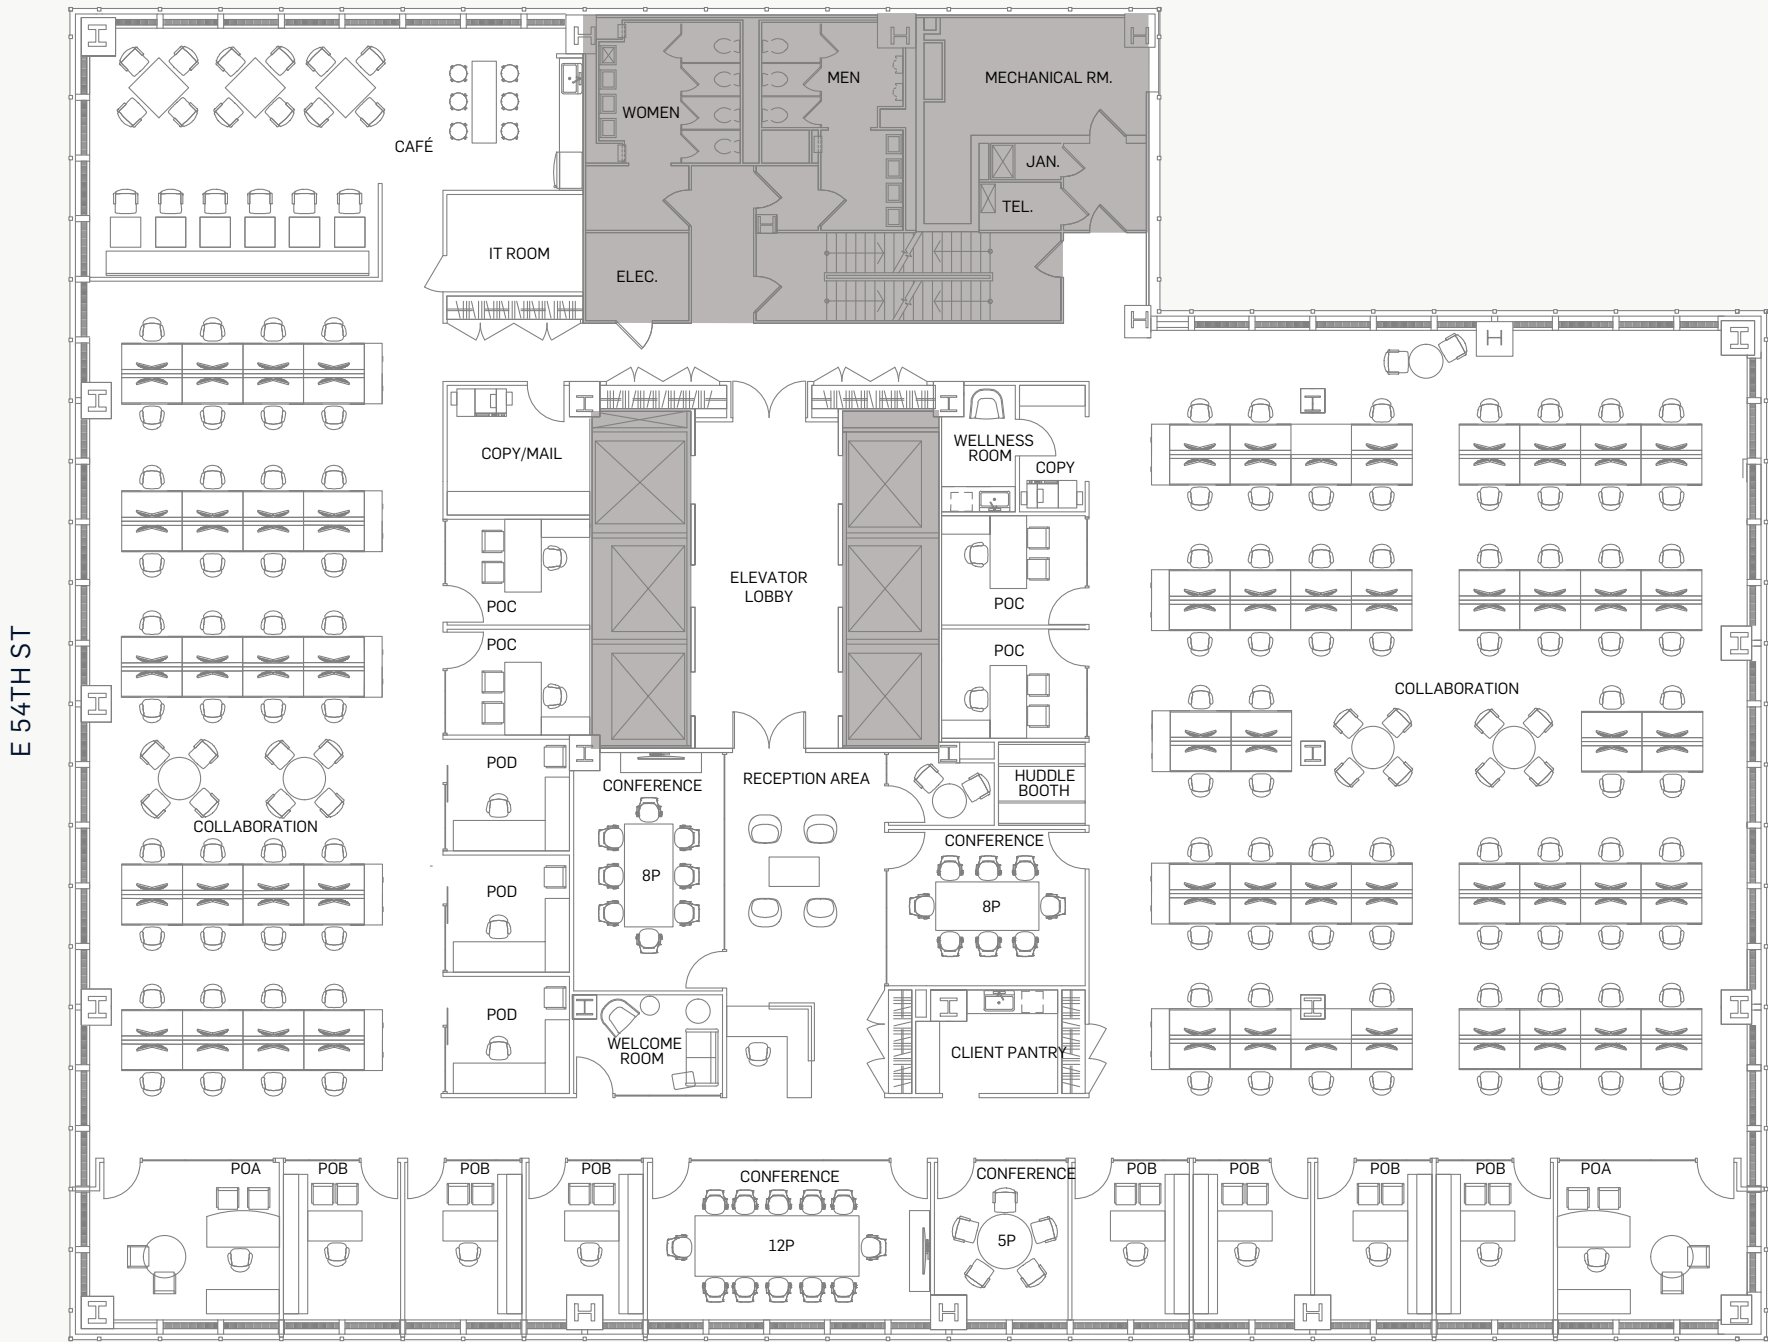 WOMEN
MEN
MECHANICAL RM.
CAFÉ
JAN.
TEL.
IT ROOM
ELEC.
COPY/MAIL
WELLNESS
ROOM
COPY
ELEVATOR
LOBBY
POC
POC
POC
POC
E 54TH ST
COLLABORATION
POD
CONFERENCE
RECEPTION AREA
HUDDLE
BOOTH
COLLABORATION
CONFERENCE
8P
POD
8P
POD
WELCOME
ROOM
CLIENT PANTRY
POA
POB
POB
POB
CONFERENCE
CONFERENCE
POB
POB
POB
POB
POA
12P
5P